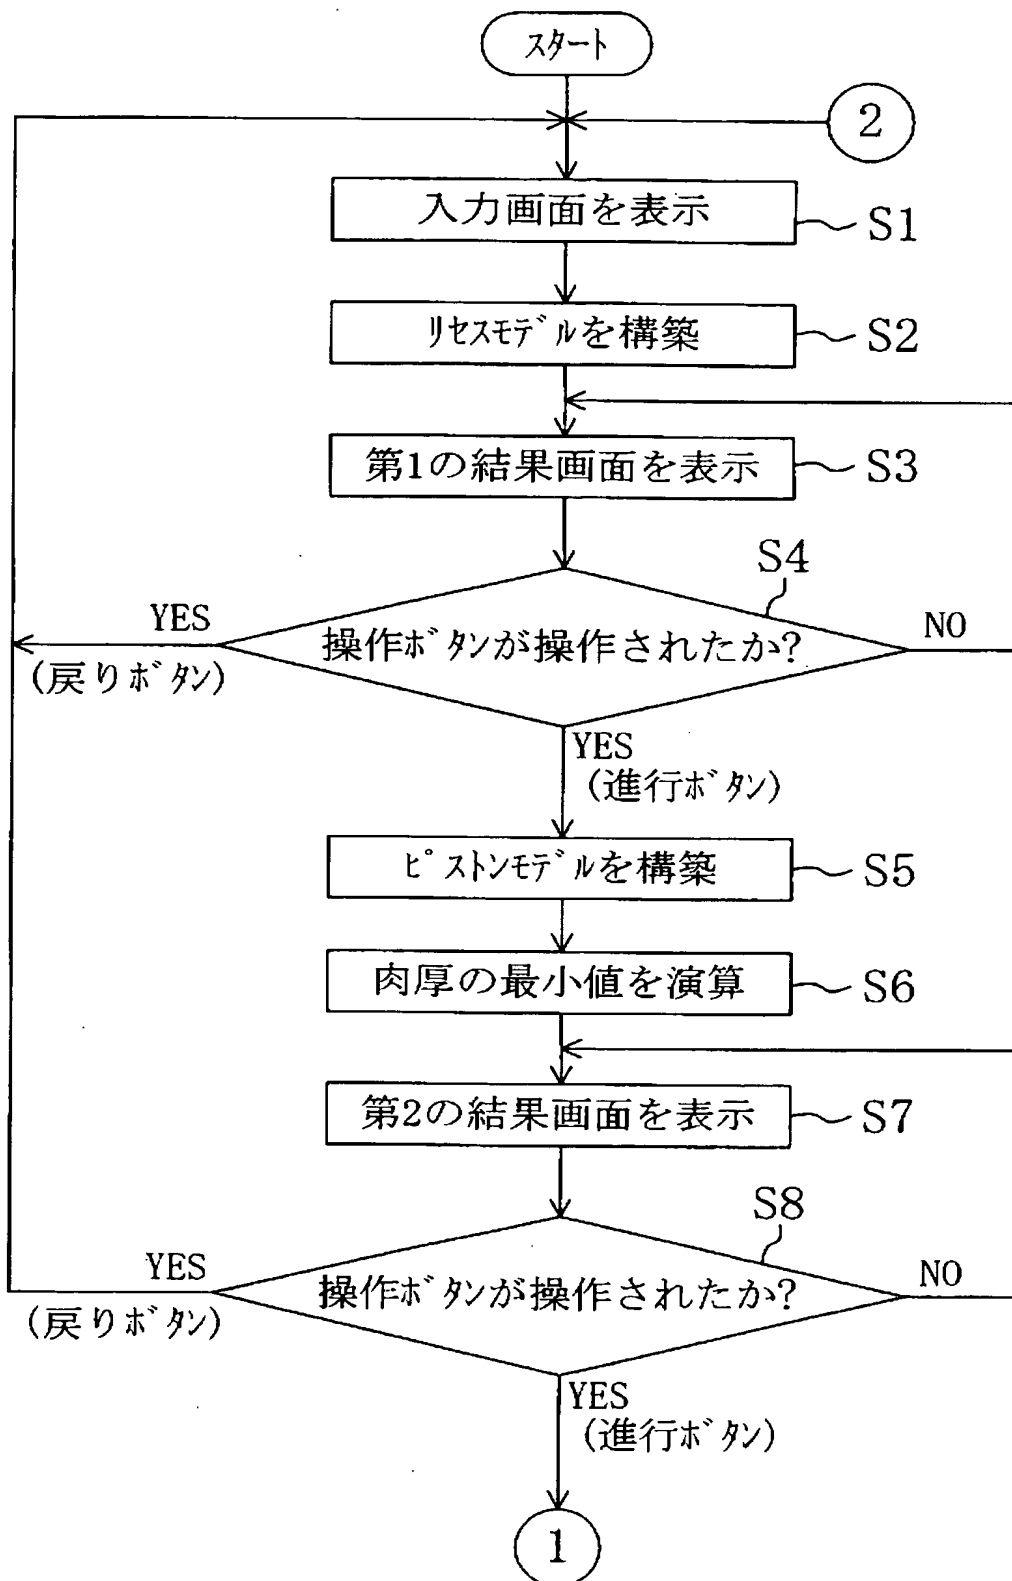 スタート
2
入力画面を表示
S1
リセスモデルを構築
S2
第1の結果画面を表示
S3
S4
YES
操作ボタンが操作されたか?
NO
(戻りボタン)
YES
(進行ボタン)
ピストンモデルを構築
S5
肉厚の最小値を演算
S6
第2の結果画面を表示
S7
S8
YES
操作ボタンが操作されたか?
NO
(戻りボタン)
YES
(進行ボタン)
1